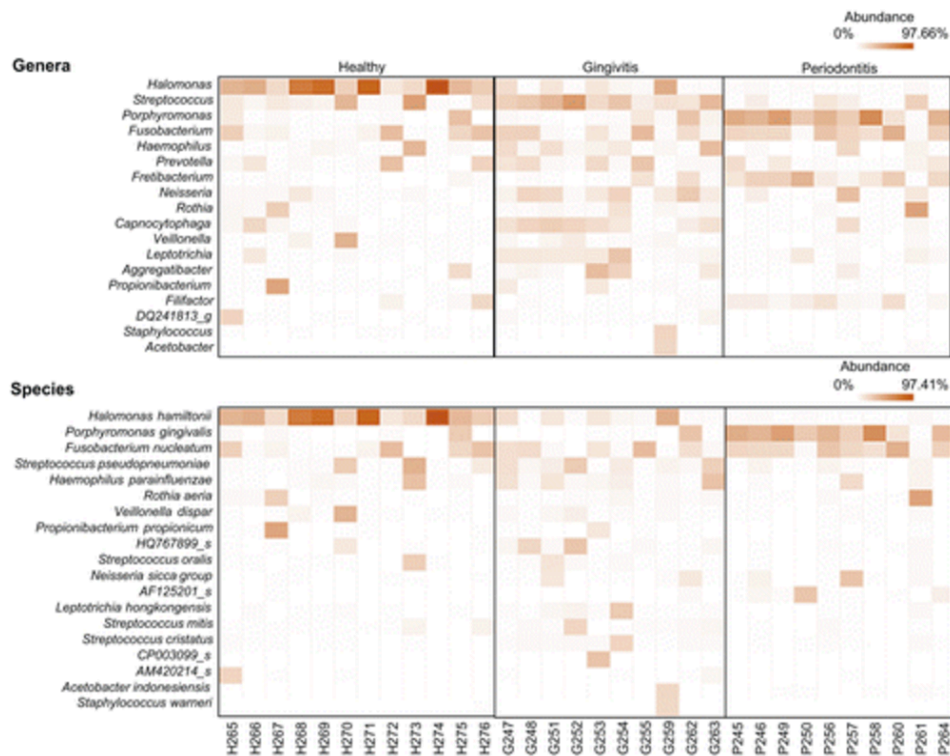 Abundance
0% 97.66%
Genera
Healthy Gingivitis Periodontitis
Halomonas
Streptococcus
Porphyromonas
Fusobacterium
Haemophilus
Prevotella
Fretibacterium
Neisseria
Rothia
Capnocytophaga
Veillonella
Leptotrichia
Aggregatibacter
Propionibacterium
Filifactor
DQ241813_g
Staphylococcus
Acetobacter
Abundance
0% 97.41%
Species
Halomonas hamiltonii
Porphyromonas gingivalis
Fusobacterium nucleatum
Streptococcus pseudopneumoniae
Haemophilus parainfluenzae
Rothia aeria
Veillonella dispar
Propionibacterium propionicum
HQ767899_s
Streptococcus oralis
Neisseria sicca group
AF125201_s
Leptotrichia hongkongensis
Streptococcus mitis
Streptococcus cristatus
CP003099_s
AM420214_s
Acetobacter indonesiensis
Staphylococcus warneri
H265 H266 H267 H268 H269 H270 H271 H272 H273 H274 H275 H276 G247 G248 G251 G252 G253 G254 G255 G259 G262 G263 P245 P246 P249 P250 P256 P257 P258 P260 P261 P264